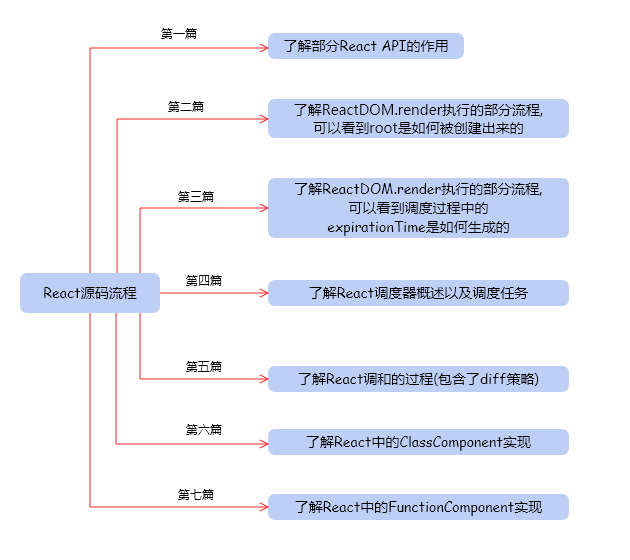 第一篇
了解部分React API的作用
第二篇
了解ReactDOM.render执行的部分流程,
可以看到root是如何被创建出来的
第三篇
了解ReactDOM.render执行的部分流程,
可以看到调度过程中的
expirationTime是如何生成的
React源码流程
第四篇
了解React调度器概述以及调度任务
第五篇
了解React调和的过程(包含了diff策略)
第六篇
了解React中的ClassComponent实现
第七篇
了解React中的FunctionComponent实现